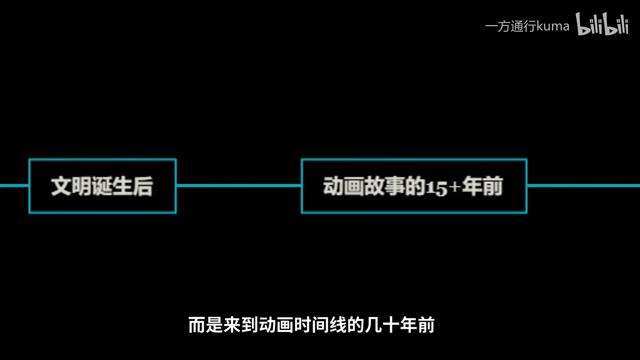 一方通行kuma bilibili
文明诞生后 动画故事的15+年前
而是来到动画时间线的几十年前